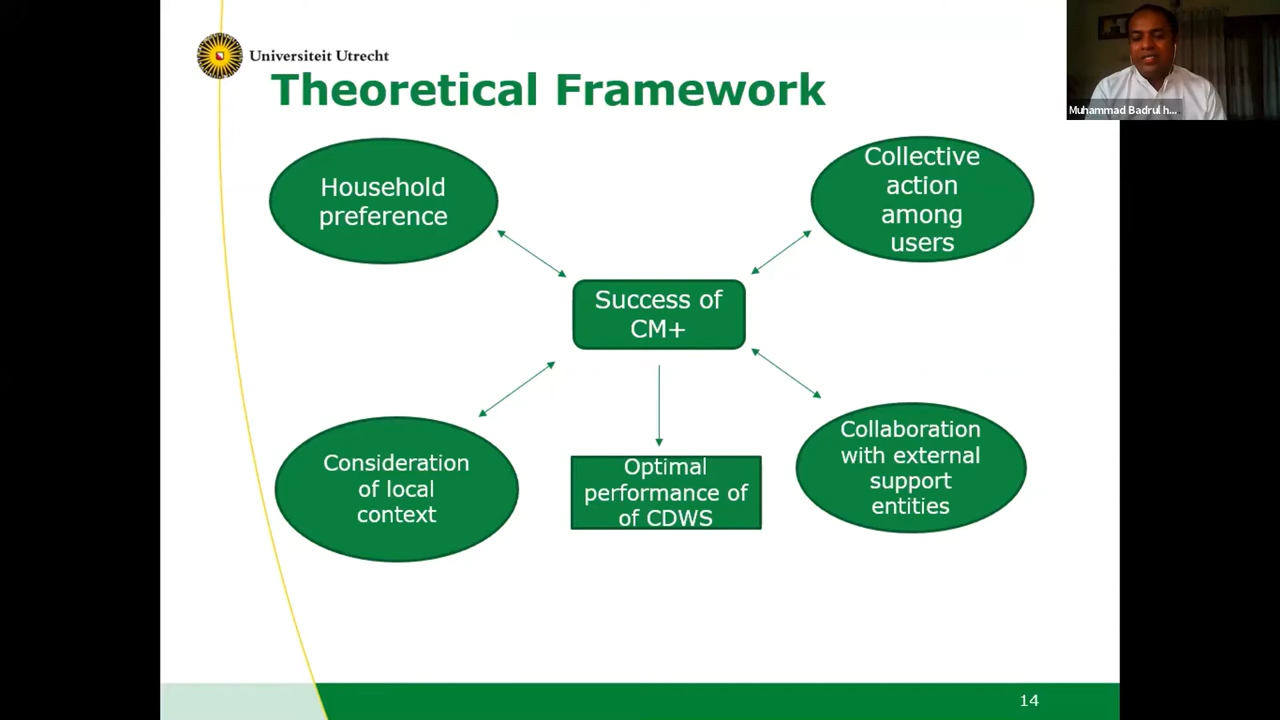 Universiteit Utrecht
Theoretical Framework
Household
preference
Collective
action
among
users
Success of
CM+
Consideration
of local
context
Optimal
performance of
of CDWS
Collaboration
with external
support
entities
14
Muhammad Badrul h...